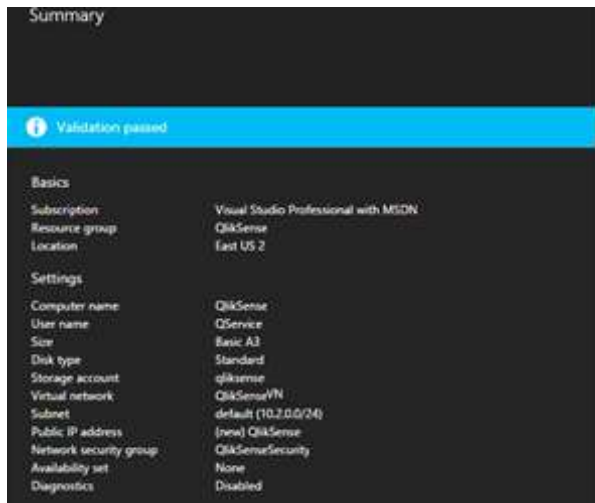 Summary
Validation passed
Basics
Subscription Visual Studio Professional with MSDN
Resource group QlikSense
Location East US 2
Settings
Computer name QlikSense
User name QService
Size Basic A3
Disk type Standard
Storage account qliksense
Virtual network QlikSenseVN
Subnet default (10.2.0.0/24)
Public IP address (new) QlikSense
Network security group QlikSenseSecurity
Availability set None
Diagnostics Disabled